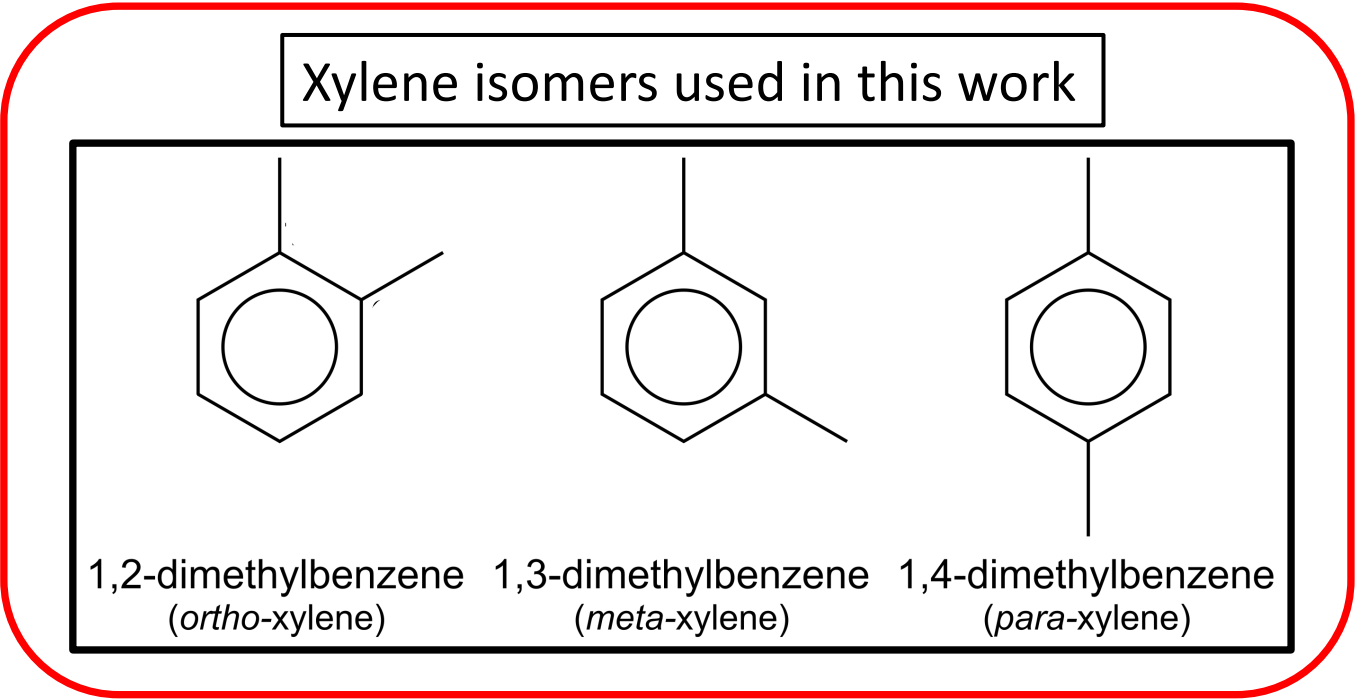 Xylene isomers used in this work
1,2-dimethylbenzene
(ortho-xylene)
1,3-dimethylbenzene
(meta-xylene)
1,4-dimethylbenzene
(para-xylene)